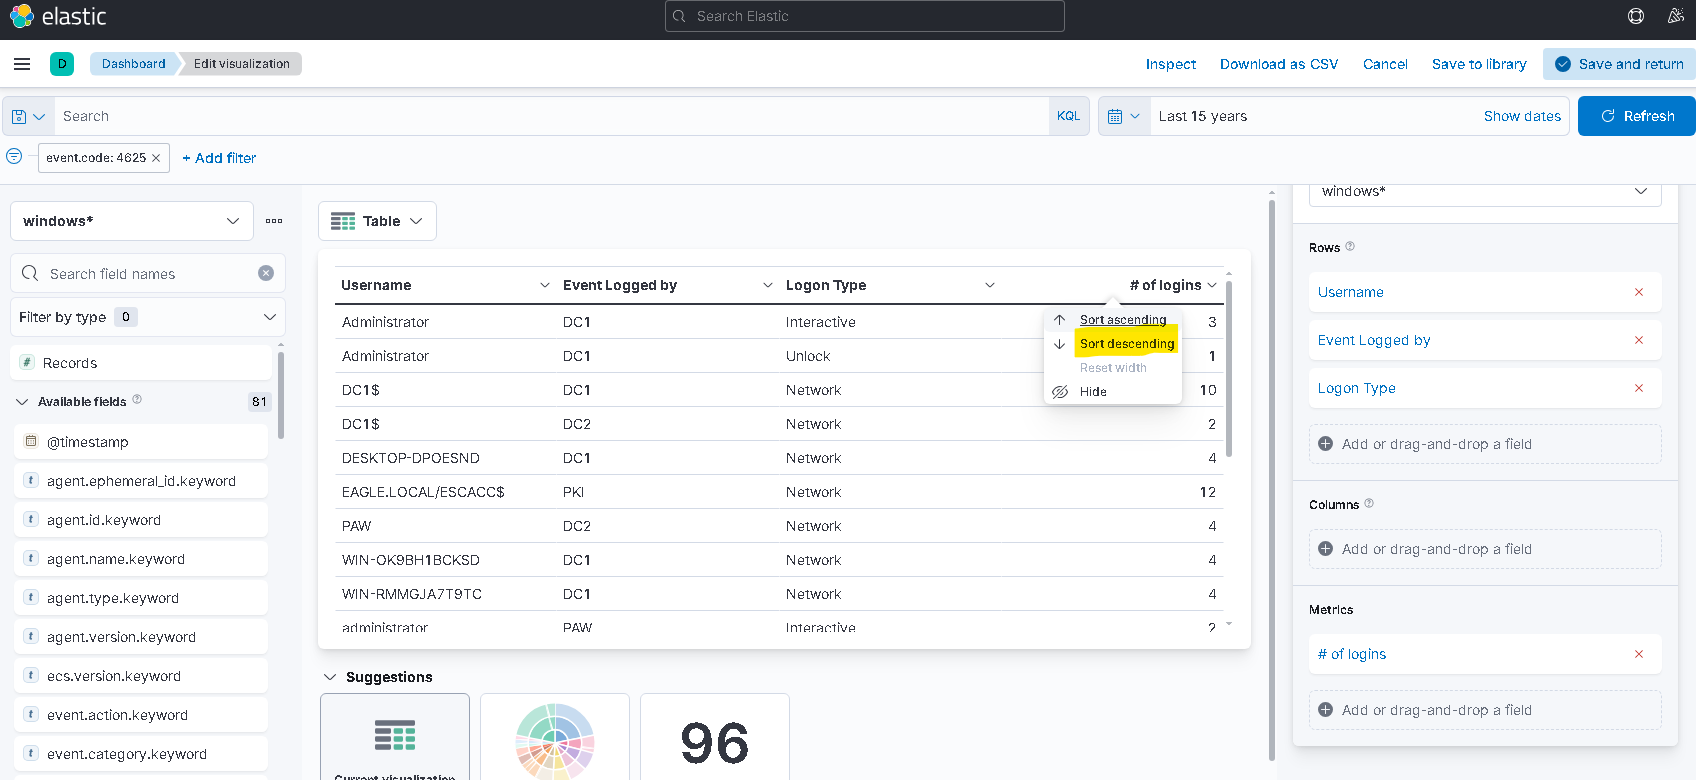 elastic
Search Elastic
D
Dashboard
Edit visualization
Inspect
Download as CSV
Cancel
Save to library
Save and return
Search
KQL
Last 15 years
Show dates
Refresh
event.code: 4625
+ Add filter
windows*
Search field names
Filter by type 0
# Records
Available fields 81
@timestamp
t agent.ephemeral_id.keyword
t agent.id.keyword
t agent.name.keyword
t agent.type.keyword
t agent.version.keyword
t ecs.version.keyword
t event.action.keyword
t event.category.keyword
Table
Username Event Logged by Logon Type # of logins
Administrator DC1 Interactive 3
Administrator DC1 Unlock 1
DC1$ DC1 Network 10
DC1$ DC2 Network 2
DESKTOP-DPOESND DC1 Network 4
EAGLE.LOCAL/ESCACC$ PKI Network 12
PAW DC2 Network 4
WIN-OK9BH1BCKSD DC1 Network 4
WIN-RMMGJA7T9TC DC1 Network 4
administrator PAW Interactive 2
Sort ascending
Sort descending
Reset width
Hide
Suggestions
Current visualization
96
windows*
Rows
Username
Event Logged by
Logon Type
Add or drag-and-drop a field
Columns
Add or drag-and-drop a field
Metrics
# of logins
Add or drag-and-drop a field